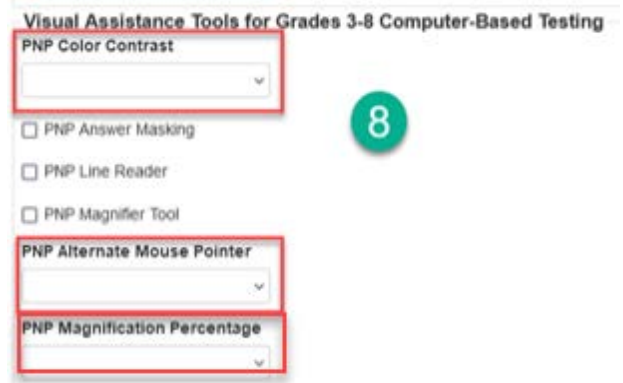 Visual Assistance Tools for Grades 3-8 Computer-Based Testing
PNP Color Contrast
8
PNP Answer Masking
PNP Line Reader
PNP Magnifier Tool
PNP Alternate Mouse Pointer
PNP Magnification Percentage